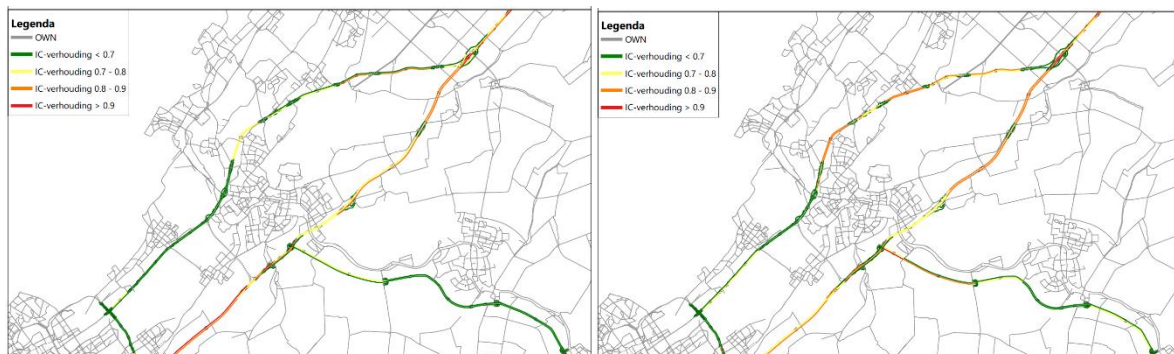 Legenda
OWN
IC-verhouding < 0.7
IC-verhouding 0.7 - 0.8
IC-verhouding 0.8 - 0.9
IC-verhouding > 0.9
Legenda
OWN
IC-verhouding < 0.7
IC-verhouding 0.7 - 0.8
IC-verhouding 0.8 - 0.9
IC-verhouding > 0.9